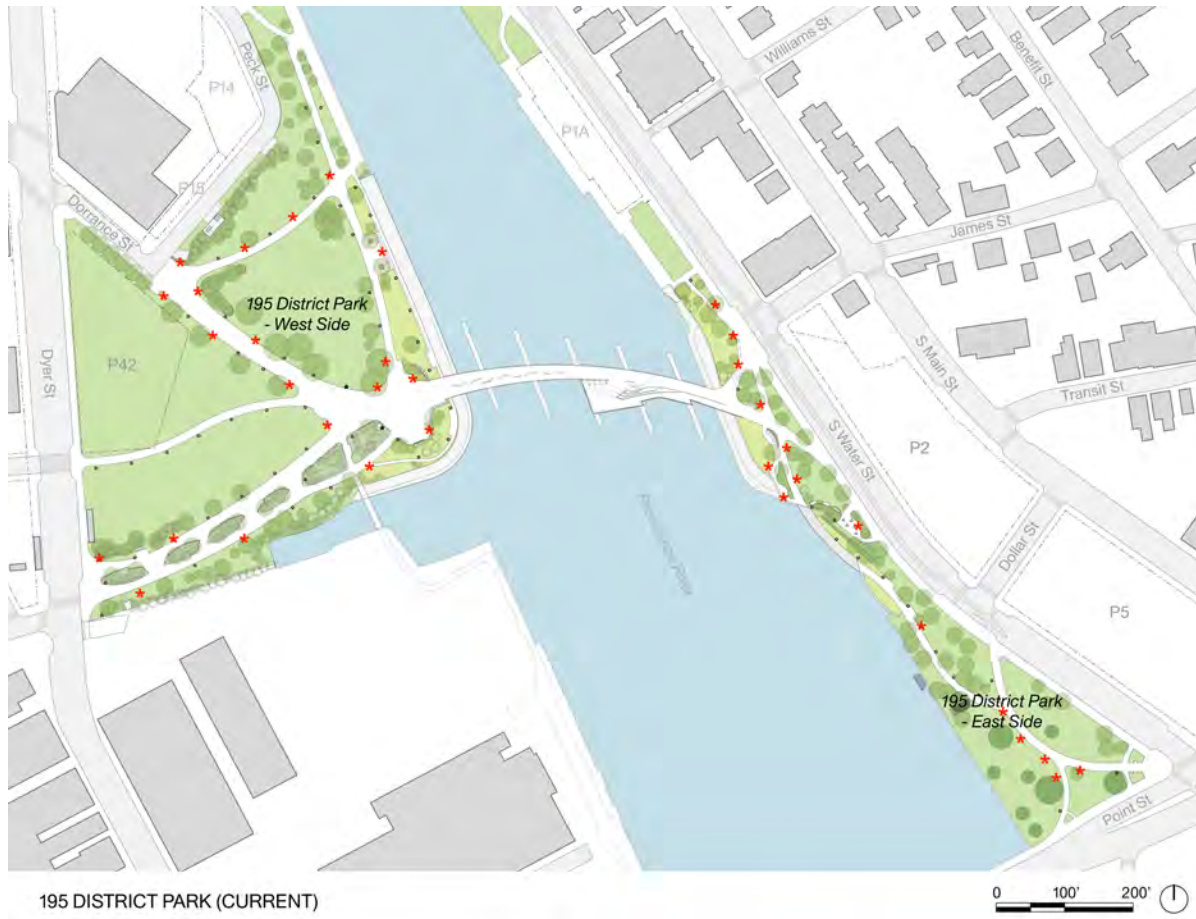 Peck St
P14
Williams St
Benefit St
P1A
P15
Dorrance St
James St
195 District Park
- West Side
Dyer St
P42
S Main St
Transit St
S Water St
P2
Dollar St
P5
195 District Park
- East Side
Point St
195 DISTRICT PARK (CURRENT)
0 100' 200'